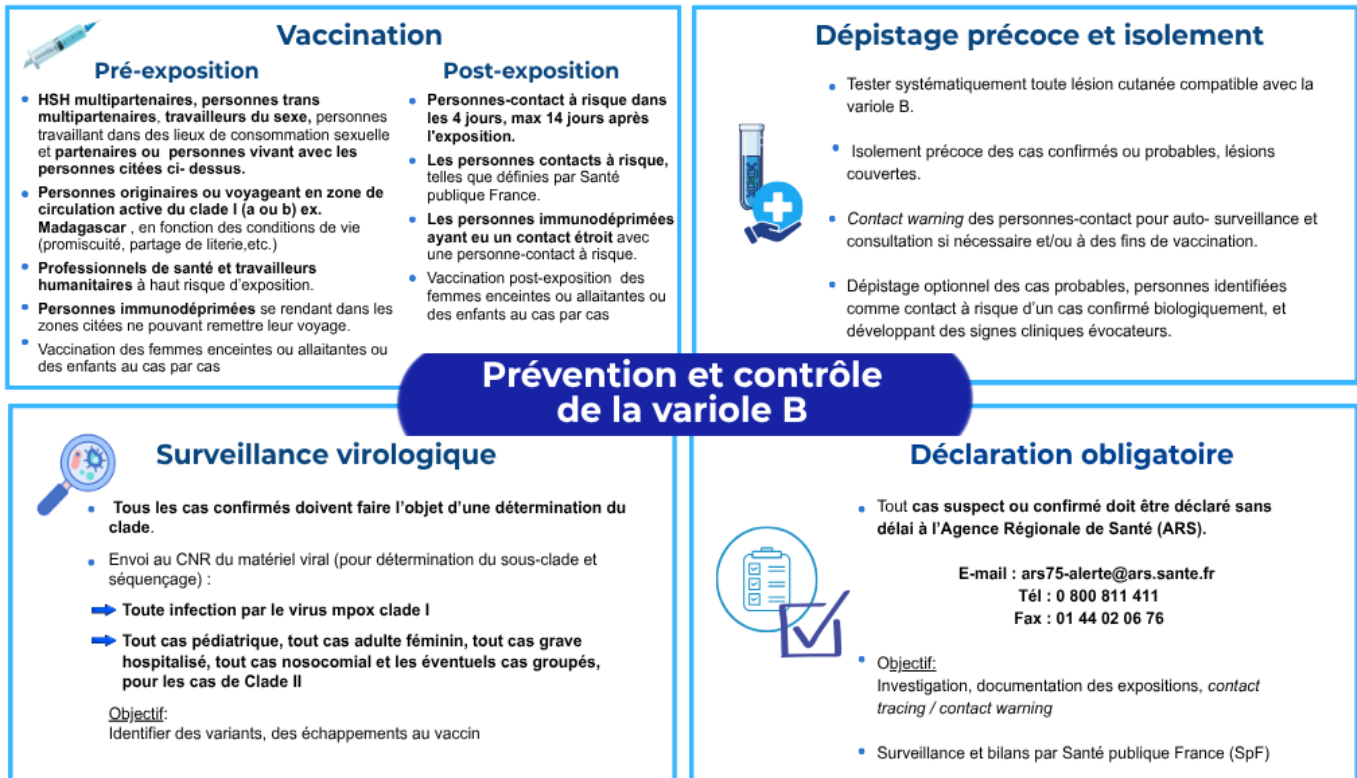 Vaccination
Pré-exposition
• HSH multipartenaires, personnes trans
multipartenaires, travailleurs du sexe, personnes
travaillant dans des lieux de consommation sexuelle
et partenaires ou personnes vivant avec les
personnes citées ci- dessus.
• Personnes originaires ou voyageant en zone de
circulation active du clade I (a ou b) ex.
Madagascar , en fonction des conditions de vie
(promiscuité, partage de literie,etc.)
• Professionnels de santé et travailleurs
humanitaires à haut risque d'exposition.
• Personnes immunodéprimées se rendant dans les
zones citées ne pouvant remettre leur voyage.
• Vaccination des femmes enceintes ou allaitantes ou
des enfants au cas par cas
Post-exposition
• Personnes-contact à risque dans
les 4 jours, max 14 jours après
l'exposition.
• Les personnes contacts à risque,
telles que définies par Santé
publique France.
• Les personnes immunodéprimées
ayant eu un contact étroit avec
une personne-contact à risque.
• Vaccination post-exposition des
femmes enceintes ou allaitantes ou
des enfants au cas par cas
Dépistage précoce et isolement
• Tester systématiquement toute lésion cutanée compatible avec la
variole B.
• Isolement précoce des cas confirmés ou probables, lésions
couvertes.
• Contact warning des personnes-contact pour auto- surveillance et
consultation si nécessaire et/ou à des fins de vaccination.
• Dépistage optionnel des cas probables, personnes identifiées
comme contact à risque d'un cas confirmé biologiquement, et
développant des signes cliniques évocateurs.
Prévention et contrôle
de la variole B
Surveillance virologique
• Tous les cas confirmés doivent faire l'objet d'une détermination du
clade.
• Envoi au CNR du matériel viral (pour détermination du sous-clade et
séquençage) :
Toute infection par le virus mpox clade I
Tout cas pédiatrique, tout cas adulte féminin, tout cas grave
hospitalisé, tout cas nosocomial et les éventuels cas groupés,
pour les cas de Clade II
Objectif:
Identifier des variants, des échappements au vaccin
Déclaration obligatoire
• Tout cas suspect ou confirmé doit être déclaré sans
délai à l'Agence Régionale de Santé (ARS).
E-mail : ars75-alerte@ars.sante.fr
Tél : 0 800 811 411
Fax : 01 44 02 06 76
• Objectif:
Investigation, documentation des expositions, contact
tracing / contact warning
• Surveillance et bilans par Santé publique France (SpF)